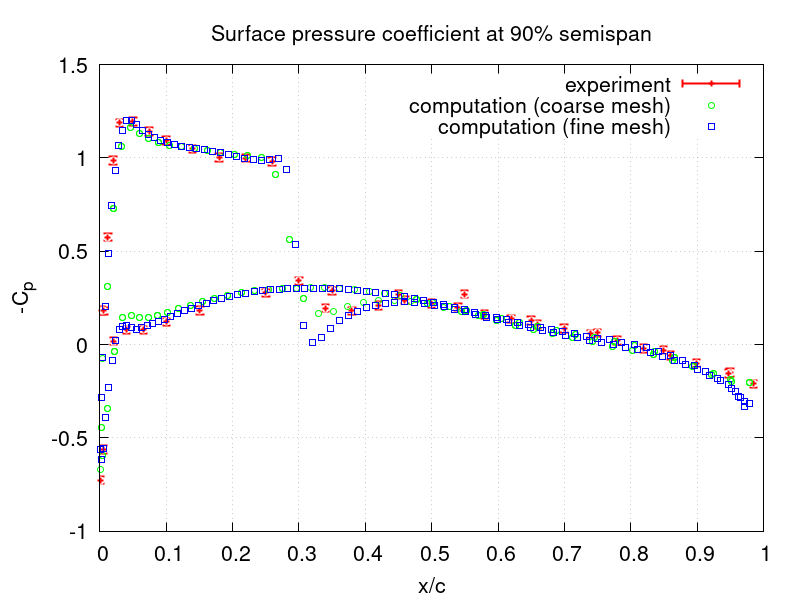 Surface pressure coefficient at 90% semispan
1.5
experiment
computation (coarse mesh)
computation (fine mesh)
1
0.5
0
-0.5
-1
-Cp
0 0.1 0.2 0.3 0.4 0.5 0.6 0.7 0.8 0.9 1
x/c